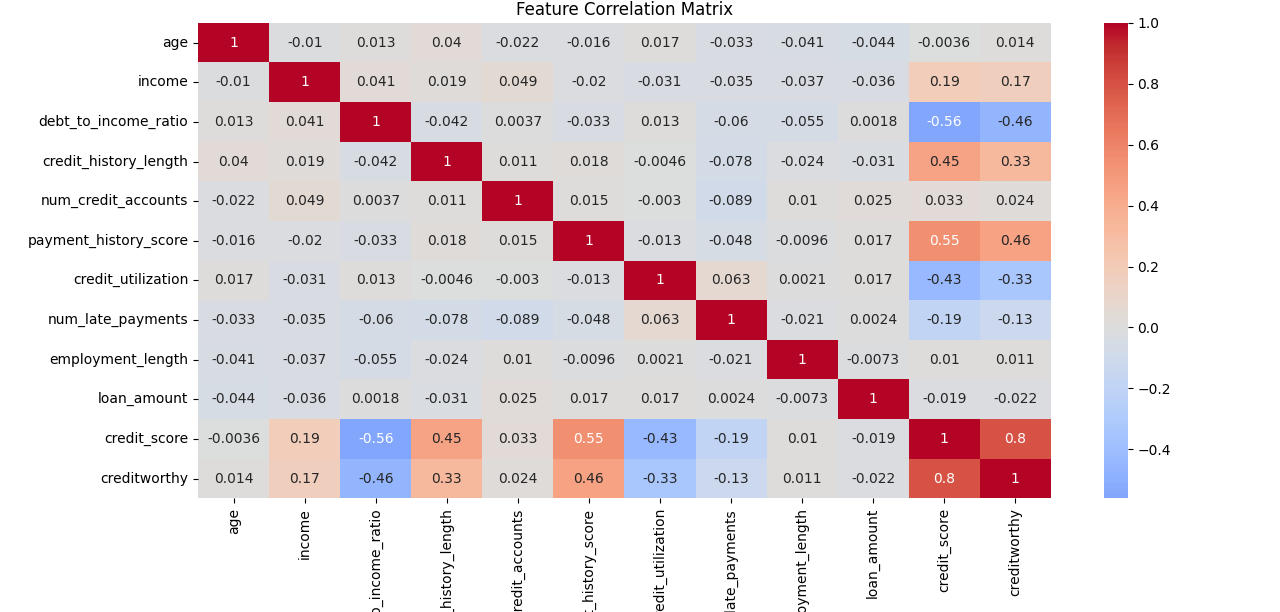 Feature Correlation Matrix
age 1 -0.01 0.013 0.04 -0.022 -0.016 0.017 -0.033 -0.041 -0.044 -0.0036 0.014
income -0.01 1 0.041 0.019 0.049 -0.02 -0.031 -0.035 -0.037 -0.036 0.19 0.17
debt_to_income_ratio 0.013 0.041 1 -0.042 0.0037 -0.033 0.013 -0.06 -0.055 0.0018 -0.56 -0.46
credit_history_length 0.04 0.019 -0.042 1 0.011 0.018 -0.0046 -0.078 -0.024 -0.031 0.45 0.33
num_credit_accounts -0.022 0.049 0.0037 0.011 1 0.015 -0.003 -0.089 0.01 0.025 0.033 0.024
payment_history_score -0.016 -0.02 -0.033 0.018 0.015 1 -0.013 -0.048 -0.0096 0.017 0.55 0.46
credit_utilization 0.017 -0.031 0.013 -0.0046 -0.003 -0.013 1 0.063 0.0021 0.017 -0.43 -0.33
num_late_payments -0.033 -0.035 -0.06 -0.078 -0.089 -0.048 0.063 1 -0.021 0.0024 -0.19 -0.13
employment_length -0.041 -0.037 -0.055 -0.024 0.01 -0.0096 0.0021 -0.021 1 -0.0073 0.01 0.011
loan_amount -0.044 -0.036 0.0018 -0.031 0.025 0.017 0.017 0.0024 -0.0073 1 -0.019 -0.022
credit_score -0.0036 0.19 -0.56 0.45 0.033 0.55 -0.43 -0.19 0.01 -0.019 1 0.8
creditworthy 0.014 0.17 -0.46 0.33 0.024 0.46 -0.33 -0.13 0.011 -0.022 0.8 1
age
income
o_income_ratio
_history_length
redit_accounts
t_history_score
edit_utilization
late_payments
oyment_length
loan_amount
credit_score
creditworthy
1.0
0.8
0.6
0.4
0.2
0.0
−0.2
−0.4